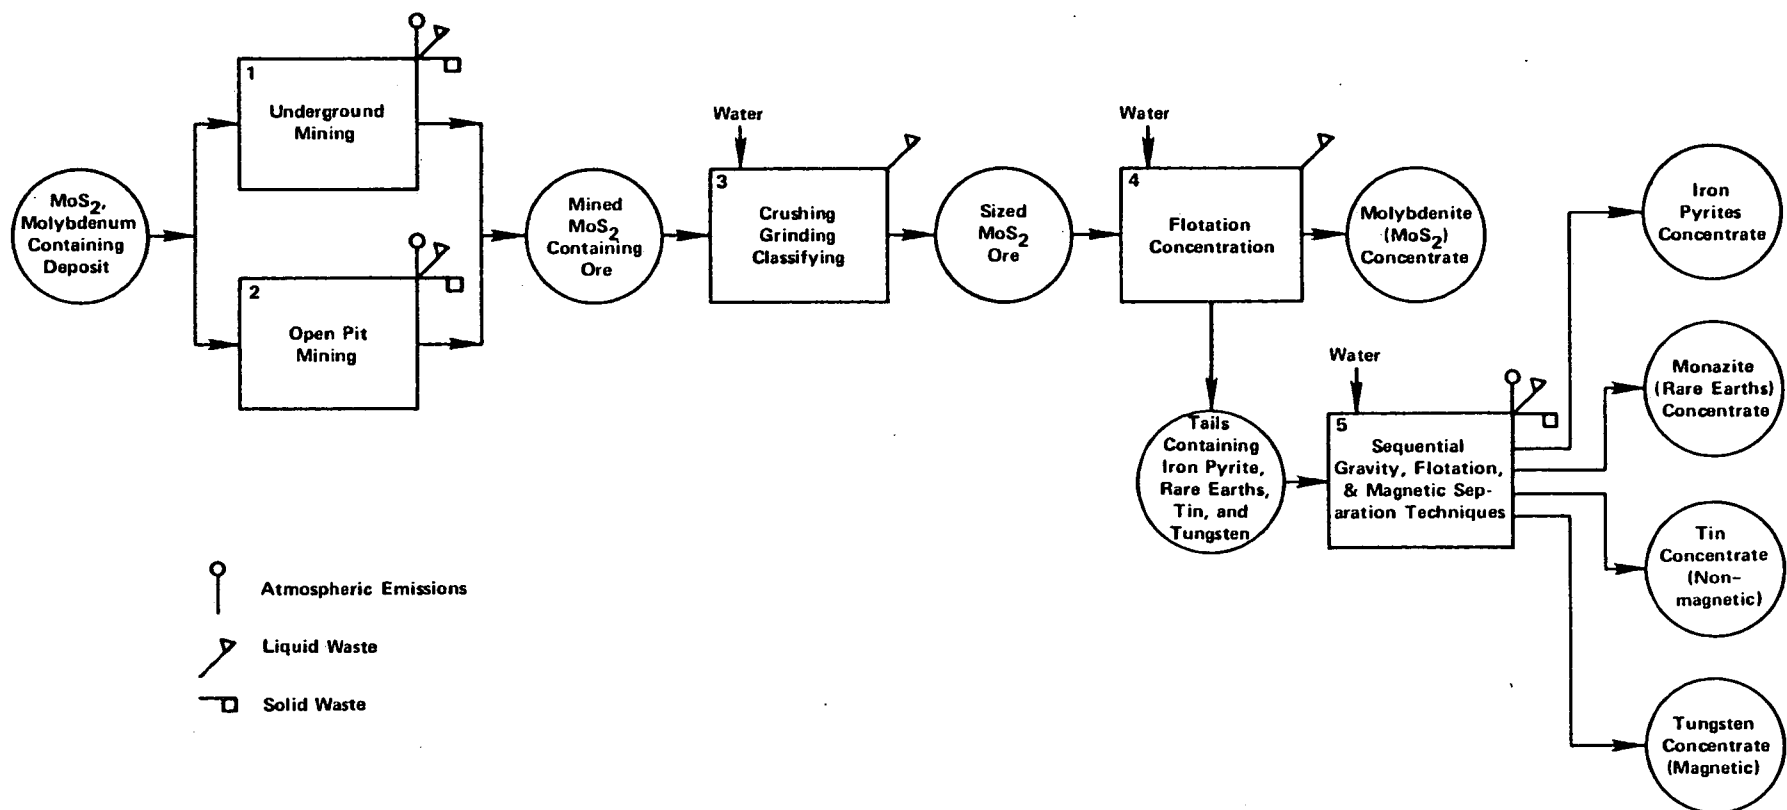 1
Underground
Mining
MoS2,
Molybdenum
Containing
Deposit
2
Open Pit
Mining
Mined
MoS2
Containing
Ore
Water
3
Crushing
Grinding
Classifying
Sized
MoS2
Ore
Water
4
Flotation
Concentration
Molybdenite
(MoS2)
Concentrate
Tails
Containing
Iron Pyrite,
Rare Earths,
Tin, and
Tungsten
Water
5
Sequential
Gravity, Flotation,
& Magnetic Sep-
aration Techniques
Iron
Pyrites
Concentrate
Monazite
(Rare Earths)
Concentrate
Tin
Concentrate
(Non-
magnetic)
Tungsten
Concentrate
(Magnetic)
Atmospheric Emissions
Liquid Waste
Solid Waste